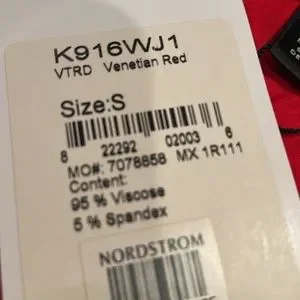 K916WJ1
VTRD Venetian Red
Size:S
8 22292 02003 6
MO#: 7078858 MX 1R111
Content:
95 % Viscose
5 % Spandex
NORDSTROM